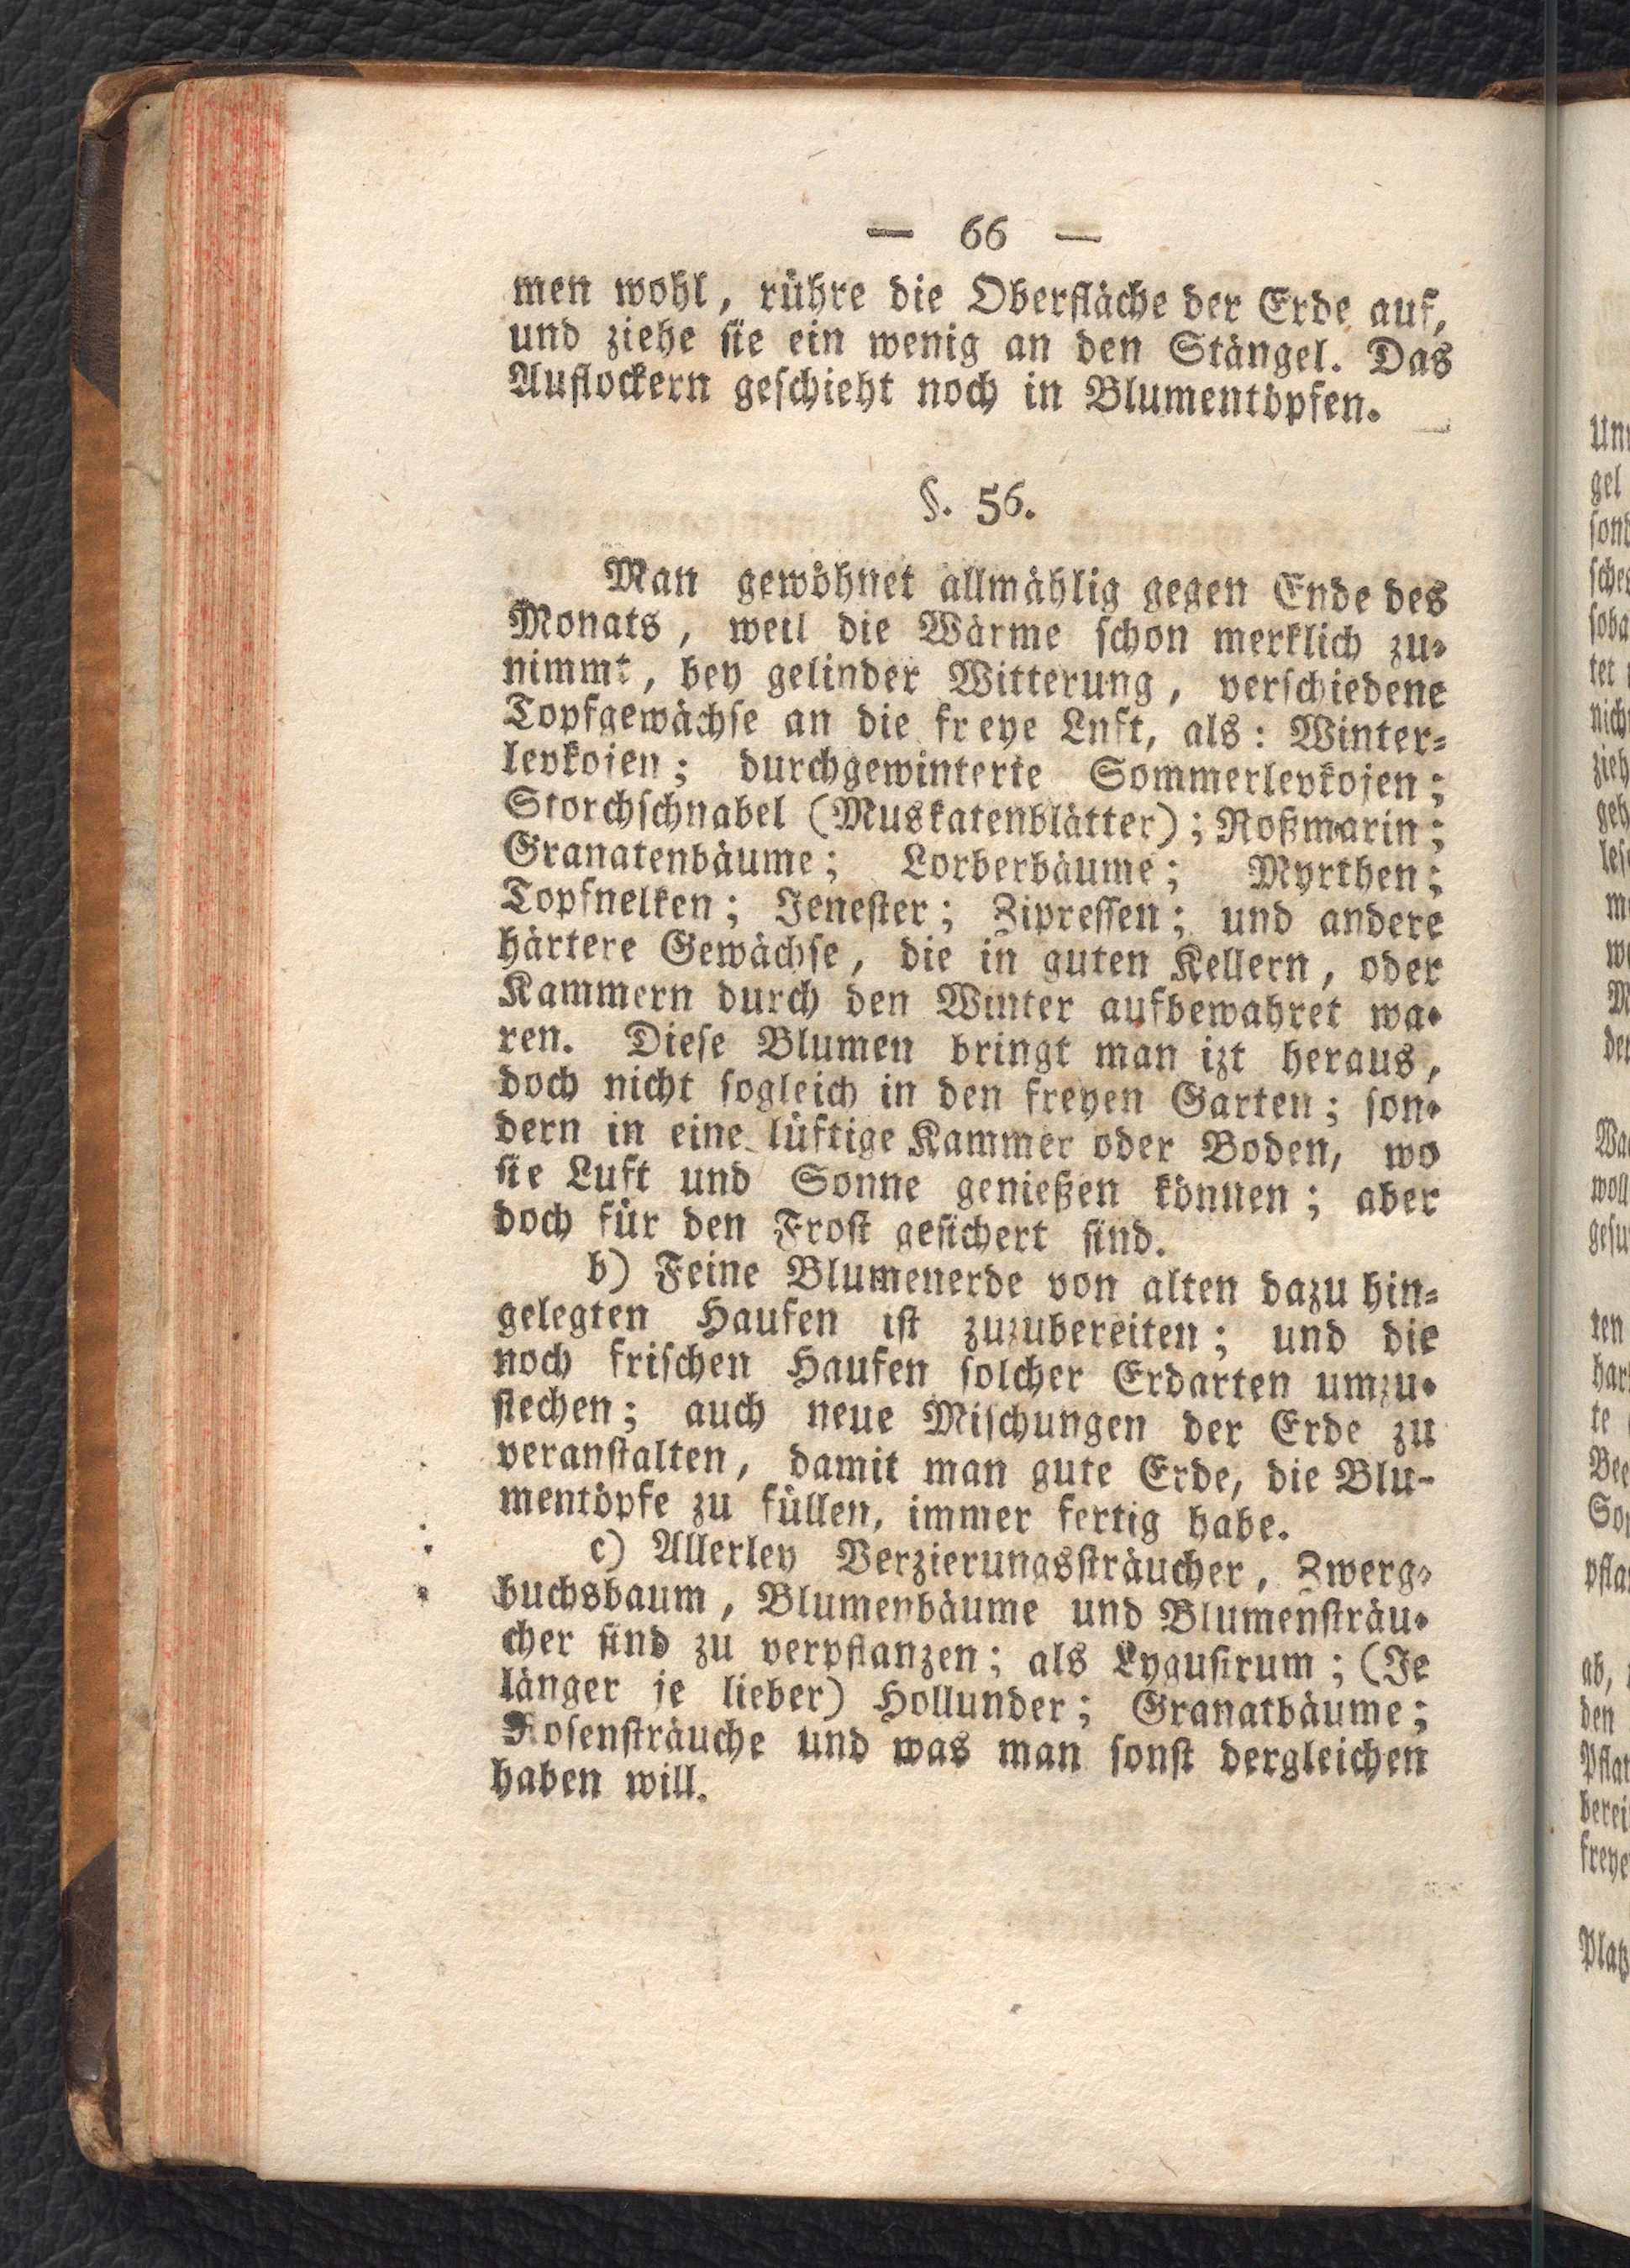 — 66 —
men wohl, rühre die Oberfläche der Erde auf,
und ziehe sie ein wenig an den Stängel. Das
Auflockern geschieht noch in Blumentöpfen.
§. 56.
Man gewöhnet allmählig gegen Ende des
Monats, weil die Wärme schon merklich zu-
nimmt, bey gelinder Witterung, verschiedene
Topfgewächse an die freye Lnft, als: Winter-
levkojen; durchgewinterte Sommerlevkojen;
Storchschnabel (Muskatenblätter); Roßmarin;
Granatenbäume; Lorberbäume; Myrthen;
Topfnelken; Jenester; Zipressen; und andere
härtere Gewächse, die in guten Kellern, oder
Kammern durch den Winter aufbewahret wa-
ren. Diese Blumen bringt man izt heraus,
doch nicht sogleich in den freyen Garten; son-
dern in eine lüftige Kammer oder Boden, wo
sie Luft und Sonne genießen können; aber
doch für den Frost gesichert sind.
b) Feine Blumenerde von alten dazu hin-
gelegten Haufen ist zuzubereiten; und die
noch frischen Haufen solcher Erdarten umzu-
stechen; auch neue Mischungen der Erde zu
veranstalten, damit man gute Erde, die Blu-
mentöpfe zu füllen, immer fertig habe.
c) Allerley Verzierungssträucher, Zwerg-
buchsbaum, Blumenbäume und Blumensträu-
cher sind zu verpflanzen; als Lygustrum; (Je
länger je lieber) Hollunder; Granatbäume;
Rosensträuche und was man sonst dergleichen
haben will.